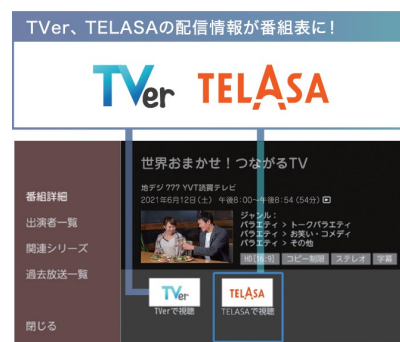 TVer、TELASAの配信情報が番組表に!
TVer TELASA
世界おまかせ！つながるTV
地デジ 777 YVT読賣テレビ
2021年6月12日(土) 午後8:00〜午後8:54 (54分)
番組詳細
出演者一覧
関連シリーズ
過去放送一覧
閉じる
ジャンル：
バラエティ > トークバラエティ
バラエティ > お笑い・コメディ
バラエティ > その他
HD[16:9] コピー制限 ステレオ 字幕
TVer TELASA
TVerで視聴 TELASAで視聴